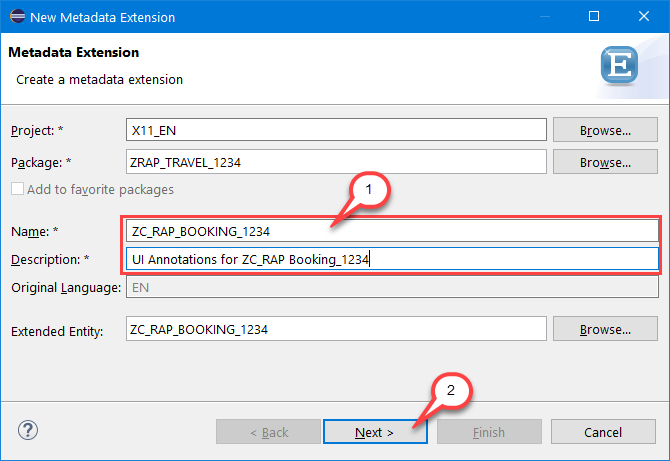 New Metadata Extension
Metadata Extension
Create a metadata extension
E
Project: * X11_EN Browse...
Package: * ZRAP_TRAVEL_1234 Browse...
Add to favorite packages
1
Name: * ZC_RAP_BOOKING_1234
Description: * UI Annotations for ZC_RAP Booking_1234
Original Language: EN
Extended Entity: ZC_RAP_BOOKING_1234 Browse...
2
? < Back Next > Finish Cancel